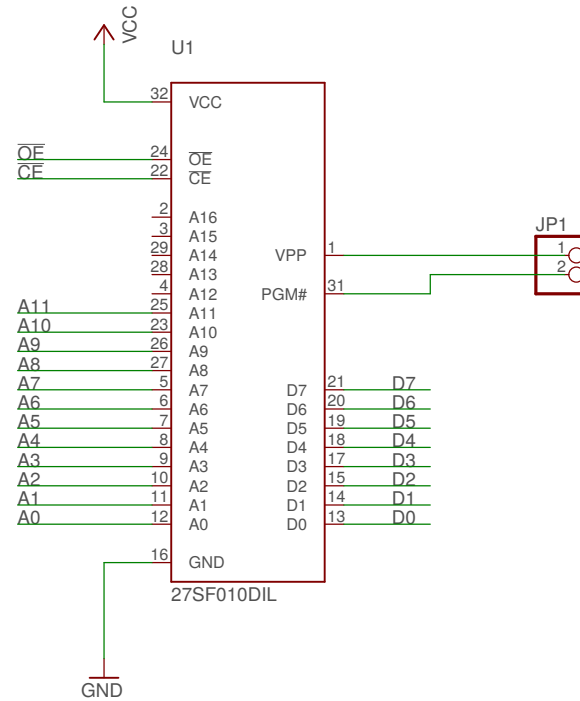 VCC
U1
32 VCC
OE 24 OE
CE 22 CE
2 A16
3 A15
29 A14
28 A13
4 A12
A11 25 A11
A10 23 A10
A9 26 A9
A8 27 A8
A7 5 A7
A6 6 A6
A5 7 A5
A4 8 A4
A3 9 A3
A2 10 A2
A1 11 A1
A0 12 A0
16 GND
VPP 1
PGM# 31
D7 21 D7
D6 20 D6
D5 19 D5
D4 18 D4
D3 17 D3
D2 15 D2
D1 14 D1
D0 13 D0
JP1
1
2
27SF010DIL
GND